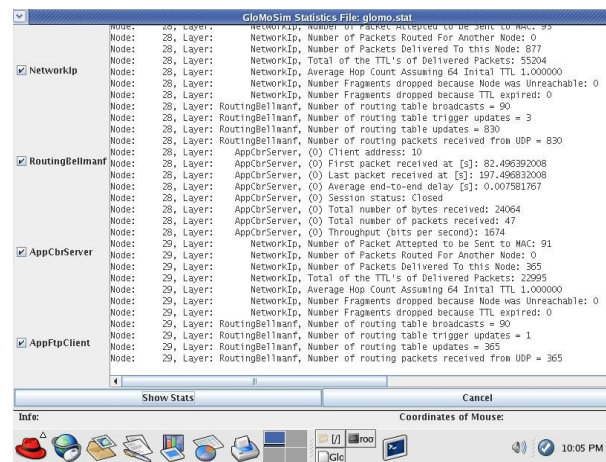 GloMoSim Statistics File: glomo.stat
Node: 28, Layer: NetworkIp, Number of Packet Accepted to be Sent to MAC: 93
Node: 28, Layer: NetworkIp, Number of Packets Routed For Another Node: 0
Node: 28, Layer: NetworkIp, Number of Packets Delivered To this Node: 877
Node: 28, Layer: NetworkIp, Total of the TTL's of Delivered Packets: 55204
Node: 28, Layer: NetworkIp, Average Hop Count Assuming 64 Inital TTL 1.000000
Node: 28, Layer: NetworkIp, Number Fragments dropped because Node was Unreachable: 0
Node: 28, Layer: NetworkIp, Number Fragments dropped because TTL expired: 0
Node: 28, Layer: RoutingBellmanf, Number of routing table broadcasts = 90
Node: 28, Layer: RoutingBellmanf, Number of routing table trigger updates = 3
Node: 28, Layer: RoutingBellmanf, Number of routing table updates = 830
Node: 28, Layer: RoutingBellmanf, Number of routing packets received from UDP = 830
Node: 28, Layer: AppCbrServer, (0) Client address: 10
Node: 28, Layer: AppCbrServer, (0) First packet received at [s]: 82.496392008
Node: 28, Layer: AppCbrServer, (0) Last packet received at [s]: 197.496832008
Node: 28, Layer: AppCbrServer, (0) Average end-to-end delay [s]: 0.007581767
Node: 28, Layer: AppCbrServer, (0) Session status: Closed
Node: 28, Layer: AppCbrServer, (0) Total number of bytes received: 24064
Node: 28, Layer: AppCbrServer, (0) Total number of packets received: 47
Node: 28, Layer: AppCbrServer, (0) Throughput (bits per second): 1674
Node: 29, Layer: NetworkIp, Number of Packet Attepted to be Sent to MAC: 91
Node: 29, Layer: NetworkIp, Number of Packets Routed For Another Node: 0
Node: 29, Layer: NetworkIp, Number of Packets Delivered To this Node: 365
Node: 29, Layer: NetworkIp, Total of the TTL's of Delivered Packets: 22995
Node: 29, Layer: NetworkIp, Average Hop Count Assuming 64 Inital TTL 1.000000
Node: 29, Layer: NetworkIp, Number Fragments dropped because Node was Unreachable: 0
Node: 29, Layer: NetworkIp, Number Fragments dropped because TTL expired: 0
Node: 29, Layer: RoutingBellmanf, Number of routing table broadcasts = 90
Node: 29, Layer: RoutingBellmanf, Number of routing table trigger updates = 1
Node: 29, Layer: RoutingBellmanf, Number of routing table updates = 365
Node: 29, Layer: RoutingBellmanf, Number of routing packets received from UDP = 365
NetworkIp
RoutingBellmanf
AppCbrServer
AppFtpClient
Show Stats
Cancel
Info:
Coordinates of Mouse:
[/]
roo
Glc
10:05 PM